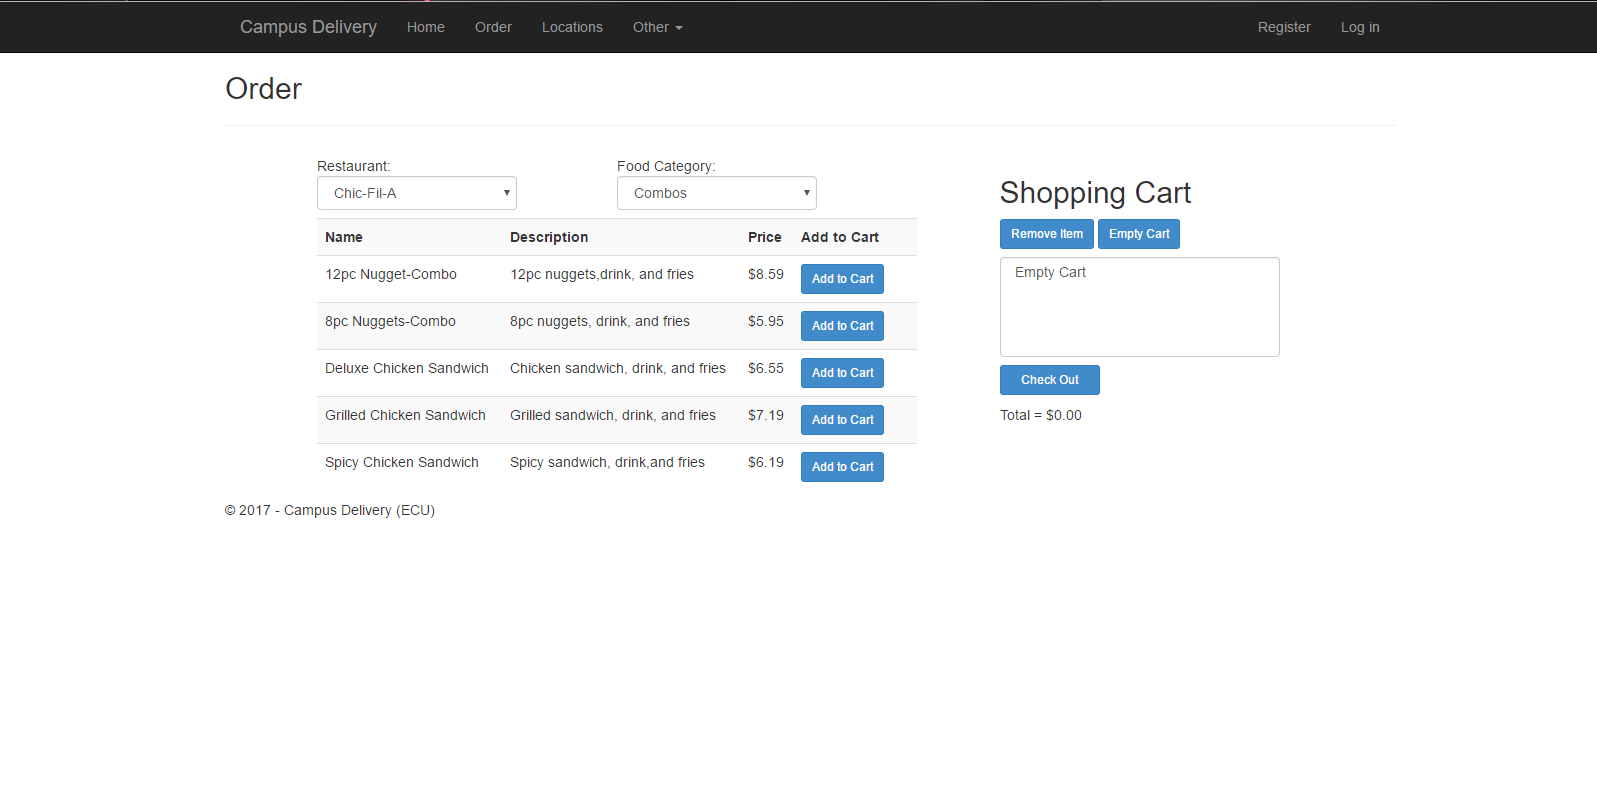 Campus Delivery Home Order Locations Other Register Log in
Order
Restaurant: Food Category:
Chic-Fil-A Combos
Name Description Price Add to Cart
12pc Nugget-Combo 12pc nuggets,drink, and fries $8.59 Add to Cart
8pc Nuggets-Combo 8pc nuggets, drink, and fries $5.95 Add to Cart
Deluxe Chicken Sandwich Chicken sandwich, drink, and fries $6.55 Add to Cart
Grilled Chicken Sandwich Grilled sandwich, drink, and fries $7.19 Add to Cart
Spicy Chicken Sandwich Spicy sandwich, drink,and fries $6.19 Add to Cart
Shopping Cart
Remove Item Empty Cart
Empty Cart
Check Out
Total = $0.00
© 2017 - Campus Delivery (ECU)